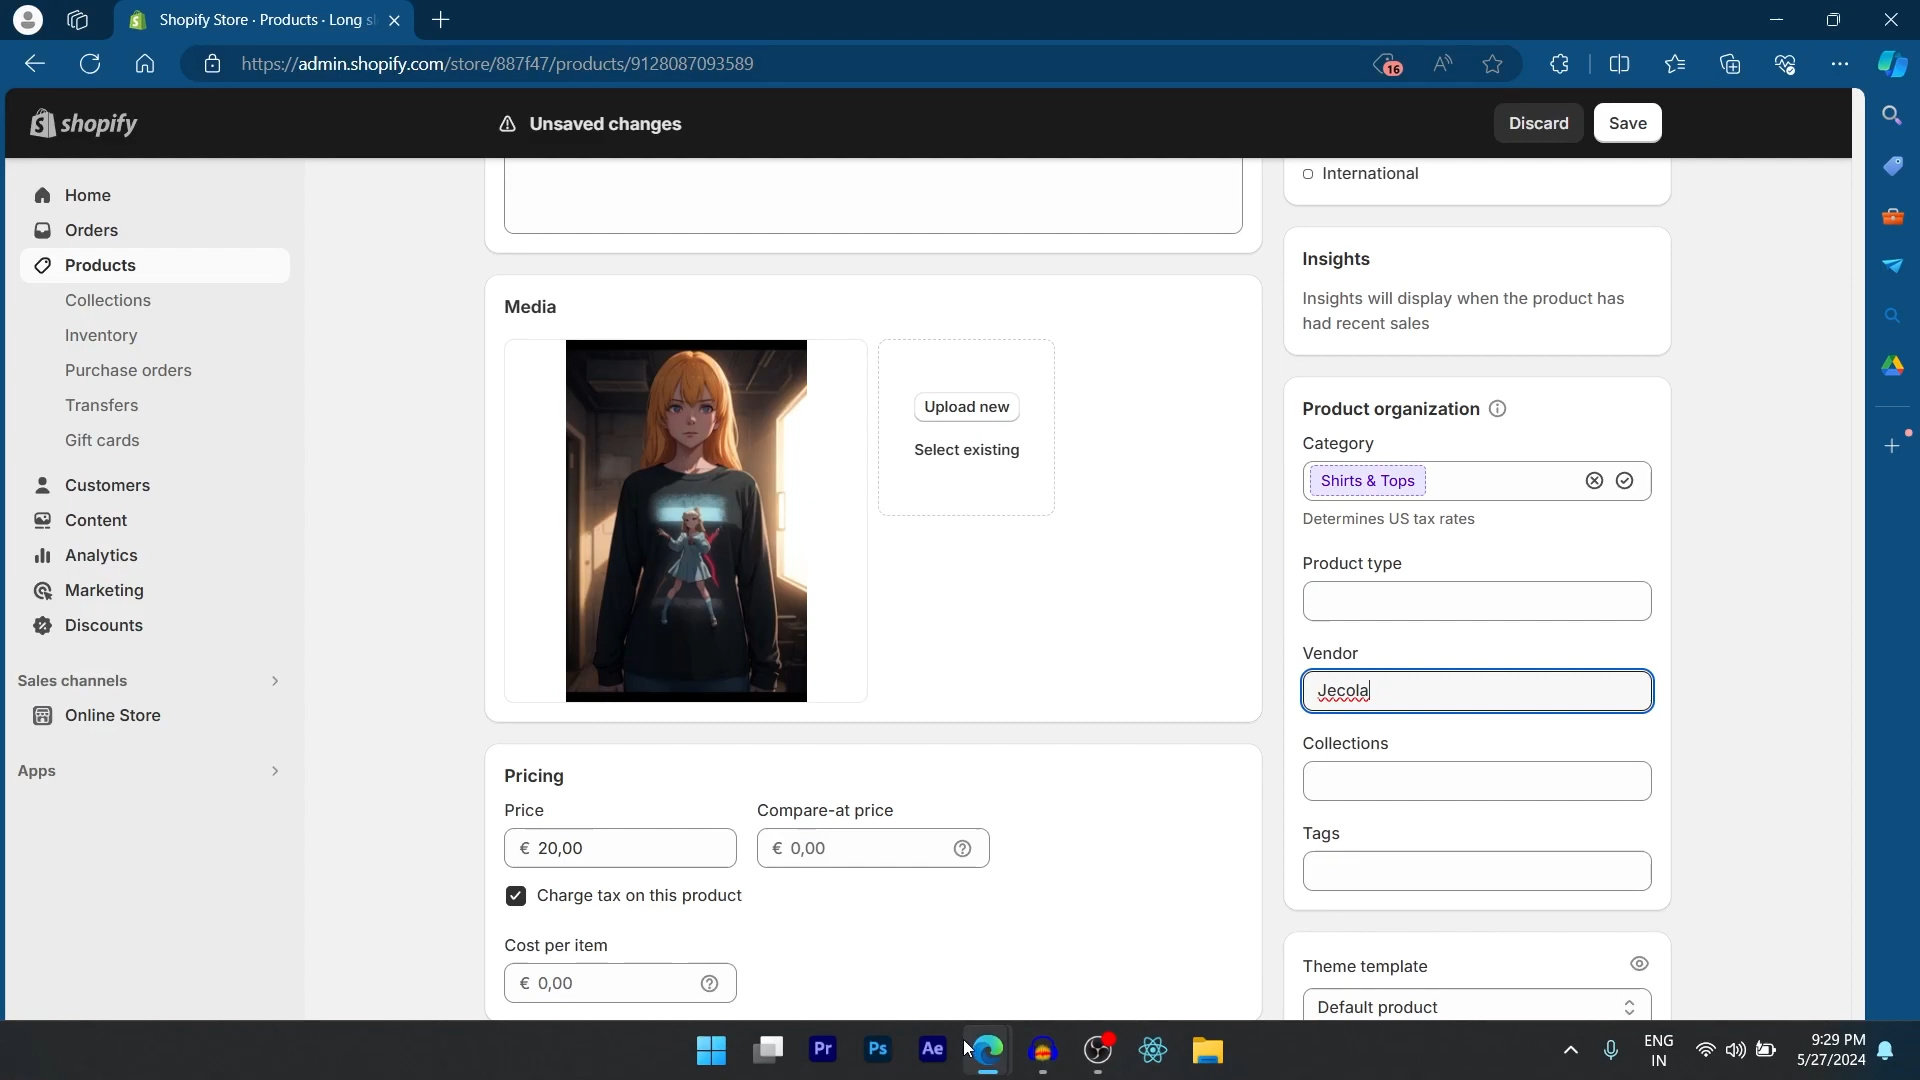 Shopify Store · Products · Long s
https://admin.shopify.com/store/887f47/products/9128087093589
16
shopify
Unsaved changes
Discard
Save
Home
Orders
Products
Collections
Inventory
Purchase orders
Transfers
Gift cards
Customers
Content
Analytics
Marketing
Discounts
Sales channels
Online Store
Apps
Media
Upload new
Select existing
Pricing
Price
Compare-at price
€ 20,00
€ 0,00
Charge tax on this product
Cost per item
€ 0,00
International
Insights
Insights will display when the product has
had recent sales
Product organization
Category
Shirts & Tops
Determines US tax rates
Product type
Vendor
Jecola
Collections
Tags
Theme template
Default product
Pr
Ps
Ae
ENG
IN
9:29 PM
5/27/2024